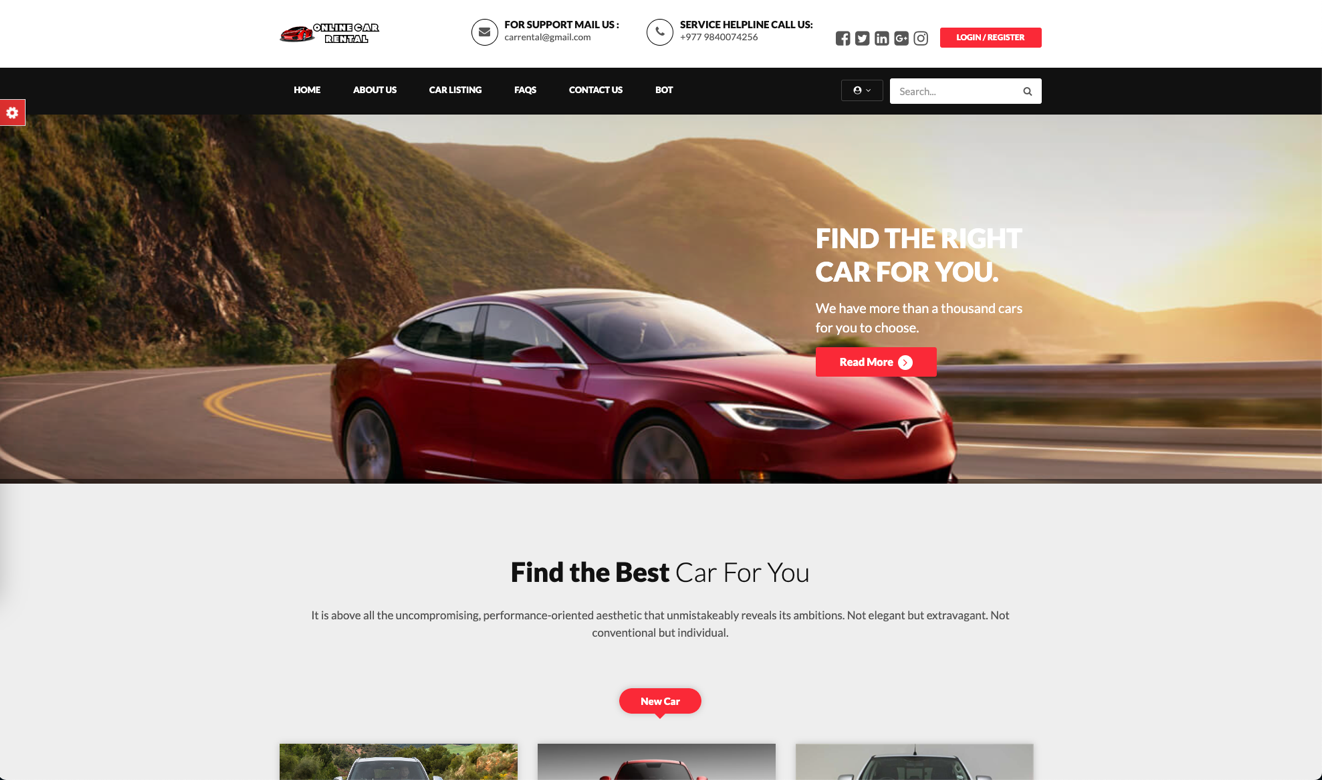 ONLINE CAR
RENTAL
FOR SUPPORT MAIL US :
carrental@gmail.com
SERVICE HELPLINE CALL US:
+977 9840074256
LOGIN / REGISTER
HOME
ABOUT US
CAR LISTING
FAQS
CONTACT US
BOT
Search...
FIND THE RIGHT
CAR FOR YOU.
We have more than a thousand cars
for you to choose.
Read More
Find the Best Car For You
It is above all the uncompromising, performance-oriented aesthetic that unmistakeably reveals its ambitions. Not elegant but extravagant. Not
conventional but individual.
New Car